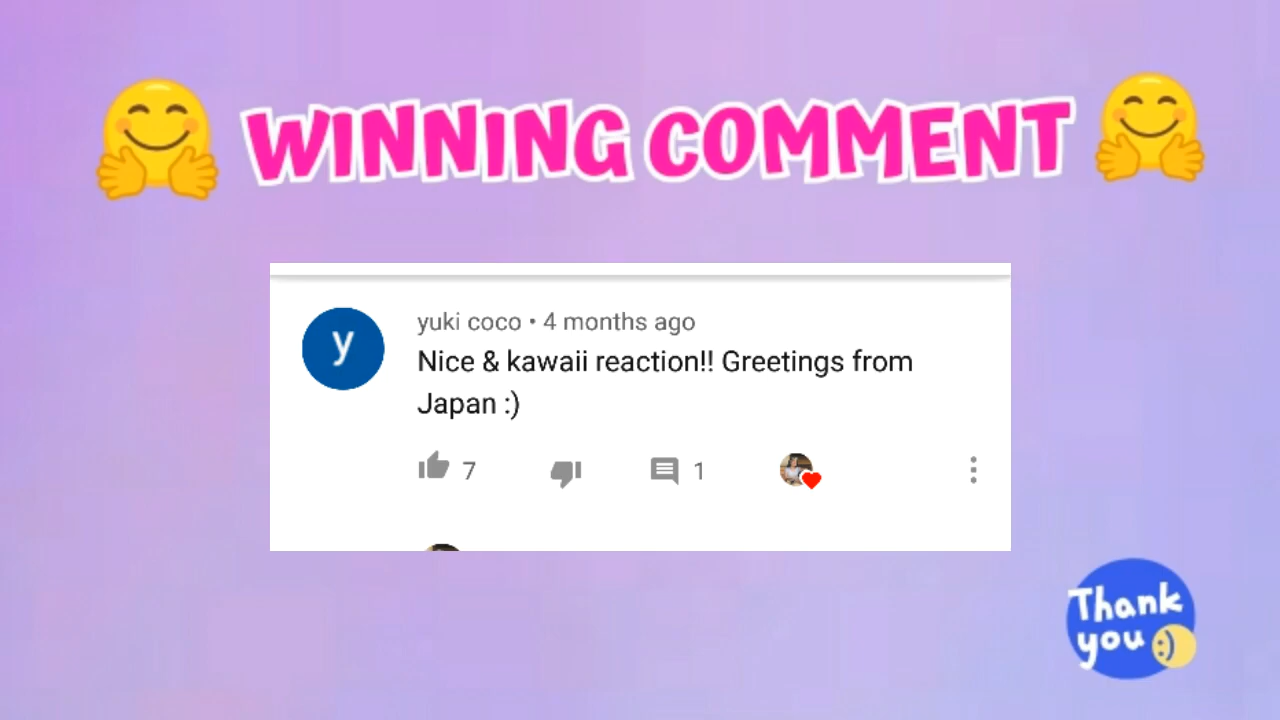 WINNING COMMENT
y
yuki coco • 4 months ago
Nice & kawaii reaction!! Greetings from
Japan :)
7
1
Thank
you :)